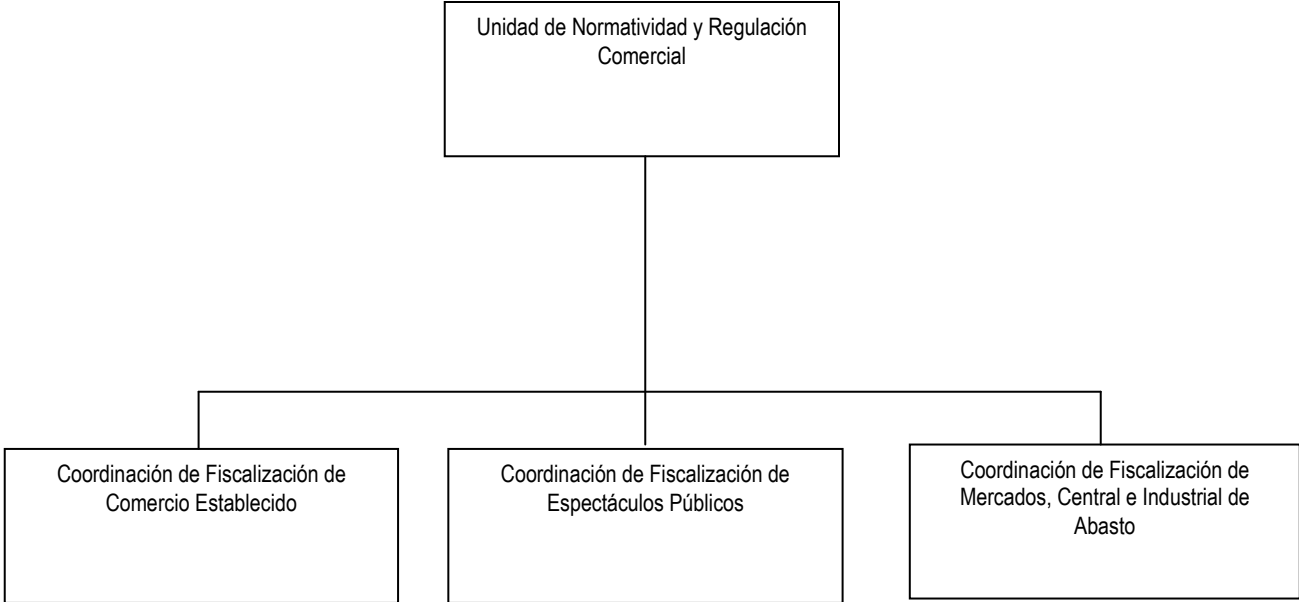 Unidad de Normatividad y Regulación
Comercial
Coordinación de Fiscalización de
Comercio Establecido
Coordinación de Fiscalización de
Espectáculos Públicos
Coordinación de Fiscalización de
Mercados, Central e Industrial de
Abasto